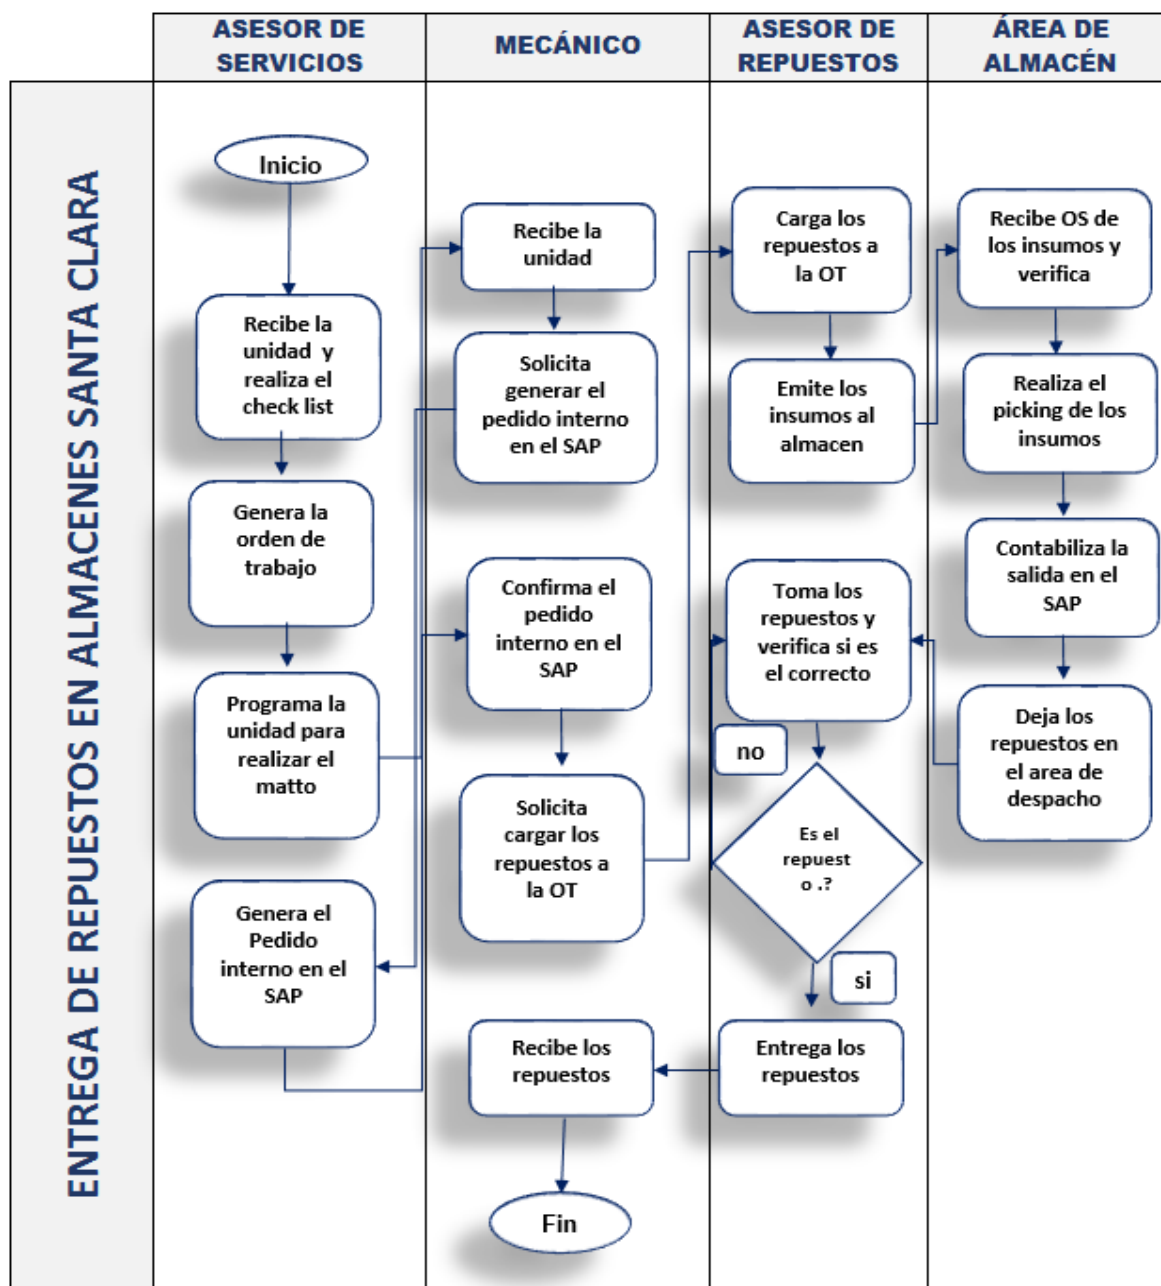 ASESOR DE
SERVICIOS
MECÁNICO
ASESOR DE
REPUESTOS
ÁREA DE
ALMACÉN
ENTREGA DE REPUESTOS EN ALMACENES SANTA CLARA
Inicio
Recibe la
unidad y
realiza el
check list
Genera la
orden de
trabajo
Programa la
unidad para
realizar el
matto
Genera el
Pedido
interno en el
SAP
Recibe la
unidad
Solicita
generar el
pedido interno
en el SAP
Confirma el
pedido
interno en el
SAP
Solicita
cargar los
repuestos a
la OT
Recibe los
repuestos
Fin
Carga los
repuestos a
la OT
Emite los
insumos al
almacen
Toma los
repuestos y
verifica si es
el correcto
no
Es el
repuest
o .?
si
Entrega los
repuestos
Recibe OS de
los insumos y
verifica
Realiza el
picking de los
insumos
Contabiliza la
salida en el
SAP
Deja los
repuestos en
el area de
despacho